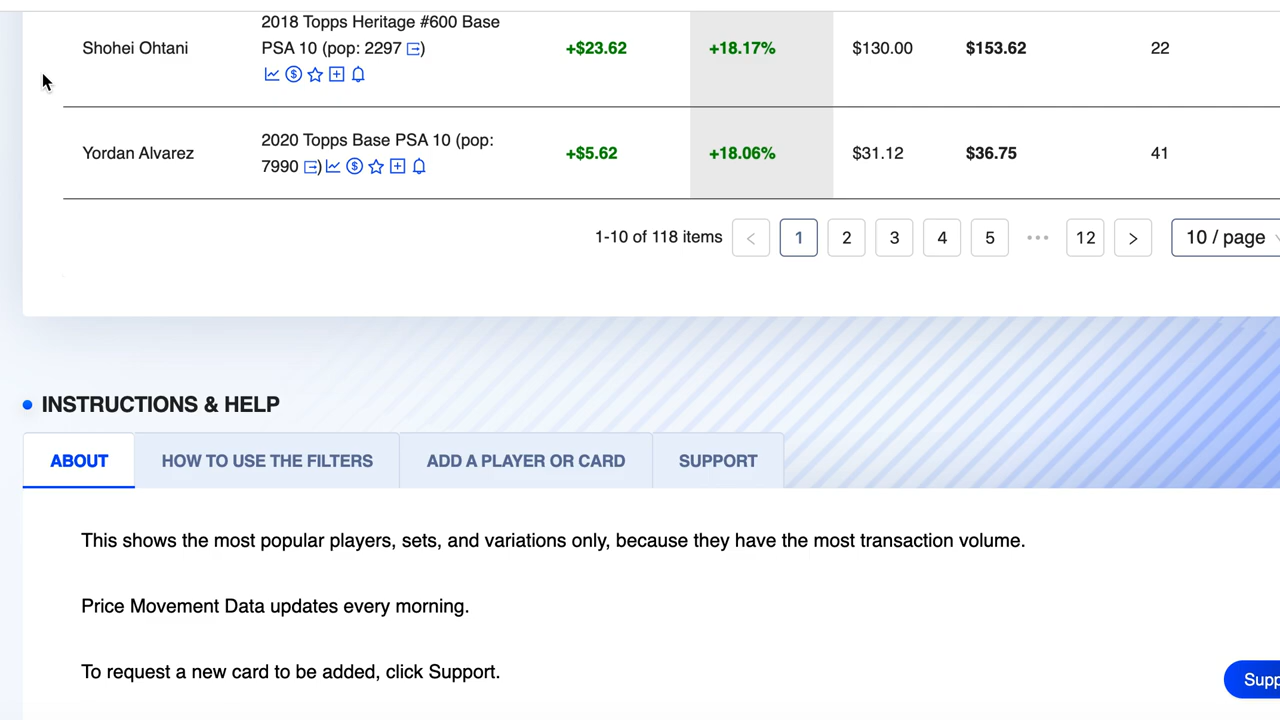 2018 Topps Heritage #600 Base
Shohei Ohtani PSA 10 (pop: 2297 ) +$23.62 +18.17% $130.00 $153.62 22
2020 Topps Base PSA 10 (pop:
Yordan Alvarez +$5.62 +18.06% $31.12 $36.75 41
7990 )
1-10 of 118 items < 1 2 3 4 5 ••• 12 > 10 / page
INSTRUCTIONS & HELP
ABOUT HOW TO USE THE FILTERS ADD A PLAYER OR CARD SUPPORT
This shows the most popular players, sets, and variations only, because they have the most transaction volume.
Price Movement Data updates every morning.
To request a new card to be added, click Support.
Supp